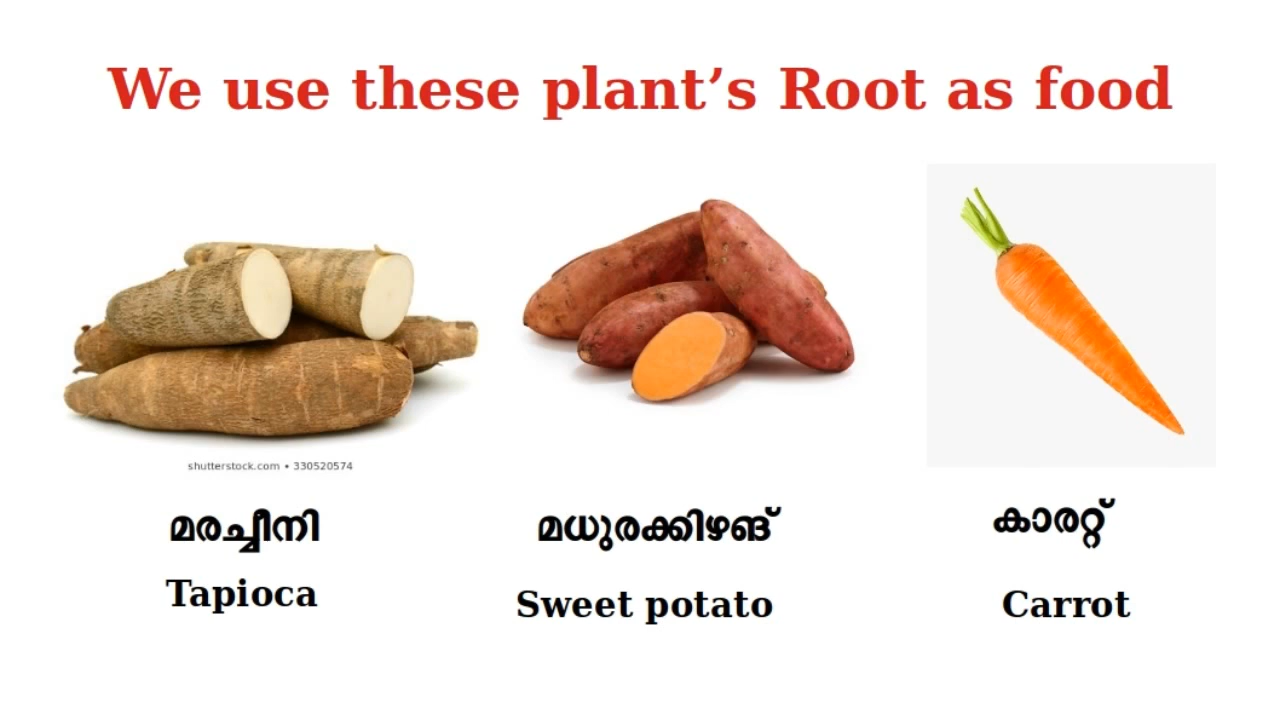 We use these plant’s Root as food
shutterstock.com • 330520574
മരച്ചീനി
മധുരക്കിഴങ്
കാരറ്റ്
Tapioca
Sweet potato
Carrot